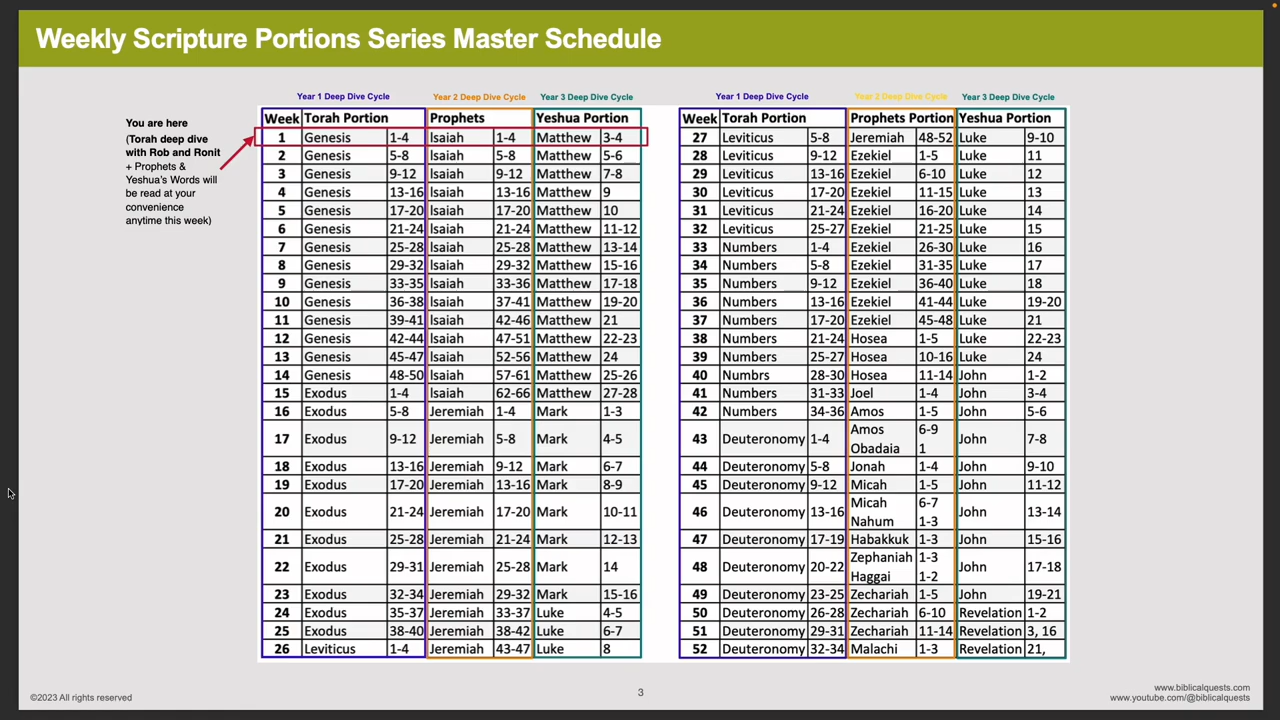 Weekly Scripture Portions Series Master Schedule
Year 1 Deep Dive Cycle Year 2 Deep Dive Cycle Year 3 Deep Dive Cycle
You are here
(Torah deep dive
with Rob and Ronit
+ Prophets &
Yeshua's Words will
be read at your
convenience
anytime this week)
Week Torah Portion Prophets Yeshua Portion
1 Genesis 1-4 Isaiah 1-4 Matthew 3-4
2 Genesis 5-8 Isaiah 5-8 Matthew 5-6
3 Genesis 9-12 Isaiah 9-12 Matthew 7-8
4 Genesis 13-16 Isaiah 13-16 Matthew 9
5 Genesis 17-20 Isaiah 17-20 Matthew 10
6 Genesis 21-24 Isaiah 21-24 Matthew 11-12
7 Genesis 25-28 Isaiah 25-28 Matthew 13-14
8 Genesis 29-32 Isaiah 29-32 Matthew 15-16
9 Genesis 33-35 Isaiah 33-36 Matthew 17-18
10 Genesis 36-38 Isaiah 37-41 Matthew 19-20
11 Genesis 39-41 Isaiah 42-46 Matthew 21
12 Genesis 42-44 Isaiah 47-51 Matthew 22-23
13 Genesis 45-47 Isaiah 52-56 Matthew 24
14 Genesis 48-50 Isaiah 57-61 Matthew 25-26
15 Exodus 1-4 Isaiah 62-66 Matthew 27-28
16 Exodus 5-8 Jeremiah 1-4 Mark 1-3
17 Exodus 9-12 Jeremiah 5-8 Mark 4-5
18 Exodus 13-16 Jeremiah 9-12 Mark 6-7
19 Exodus 17-20 Jeremiah 13-16 Mark 8-9
20 Exodus 21-24 Jeremiah 17-20 Mark 10-11
21 Exodus 25-28 Jeremiah 21-24 Mark 12-13
22 Exodus 29-31 Jeremiah 25-28 Mark 14
23 Exodus 32-34 Jeremiah 29-32 Mark 15-16
24 Exodus 35-37 Jeremiah 33-37 Luke 4-5
25 Exodus 38-40 Jeremiah 38-42 Luke 6-7
26 Leviticus 1-4 Jeremiah 43-47 Luke 8
Year 1 Deep Dive Cycle Year 2 Deep Dive Cycle Year 3 Deep Dive Cycle
Week Torah Portion Prophets Portion Yeshua Portion
27 Leviticus 5-8 Jeremiah 48-52 Luke 9-10
28 Leviticus 9-12 Ezekiel 1-5 Luke 11
29 Leviticus 13-16 Ezekiel 6-10 Luke 12
30 Leviticus 17-20 Ezekiel 11-15 Luke 13
31 Leviticus 21-24 Ezekiel 16-20 Luke 14
32 Leviticus 25-27 Ezekiel 21-25 Luke 15
33 Numbers 1-4 Ezekiel 26-30 Luke 16
34 Numbers 5-8 Ezekiel 31-35 Luke 17
35 Numbers 9-12 Ezekiel 36-40 Luke 18
36 Numbers 13-16 Ezekiel 41-44 Luke 19-20
37 Numbers 17-20 Ezekiel 45-48 Luke 21
38 Numbers 21-24 Hosea 1-5 Luke 22-23
39 Numbers 25-27 Hosea 10-16 Luke 24
40 Numbrs 28-30 Hosea 11-14 John 1-2
41 Numbers 31-33 Joel 1-4 John 3-4
42 Numbers 34-36 Amos 1-5 John 5-6
43 Deuteronomy 1-4 Amos 6-9 John 7-8
Obadaia 1
44 Deuteronomy 5-8 Jonah 1-4 John 9-10
45 Deuteronomy 9-12 Micah 1-5 John 11-12
46 Deuteronomy 13-16 Micah 6-7 John 13-14
Nahum 1-3
47 Deuteronomy 17-19 Habakkuk 1-3 John 15-16
48 Deuteronomy 20-22 Zephaniah 1-3 John 17-18
Haggai 1-2
49 Deuteronomy 23-25 Zechariah 1-5 John 19-21
50 Deuteronomy 26-28 Zechariah 6-10 Revelation 1-2
51 Deuteronomy 29-31 Zechariah 11-14 Revelation 3, 16
52 Deuteronomy 32-34 Malachi 1-3 Revelation 21,
©2023 All rights reserved
3
www.biblicalquests.com
www.youtube.com/@biblicalquests